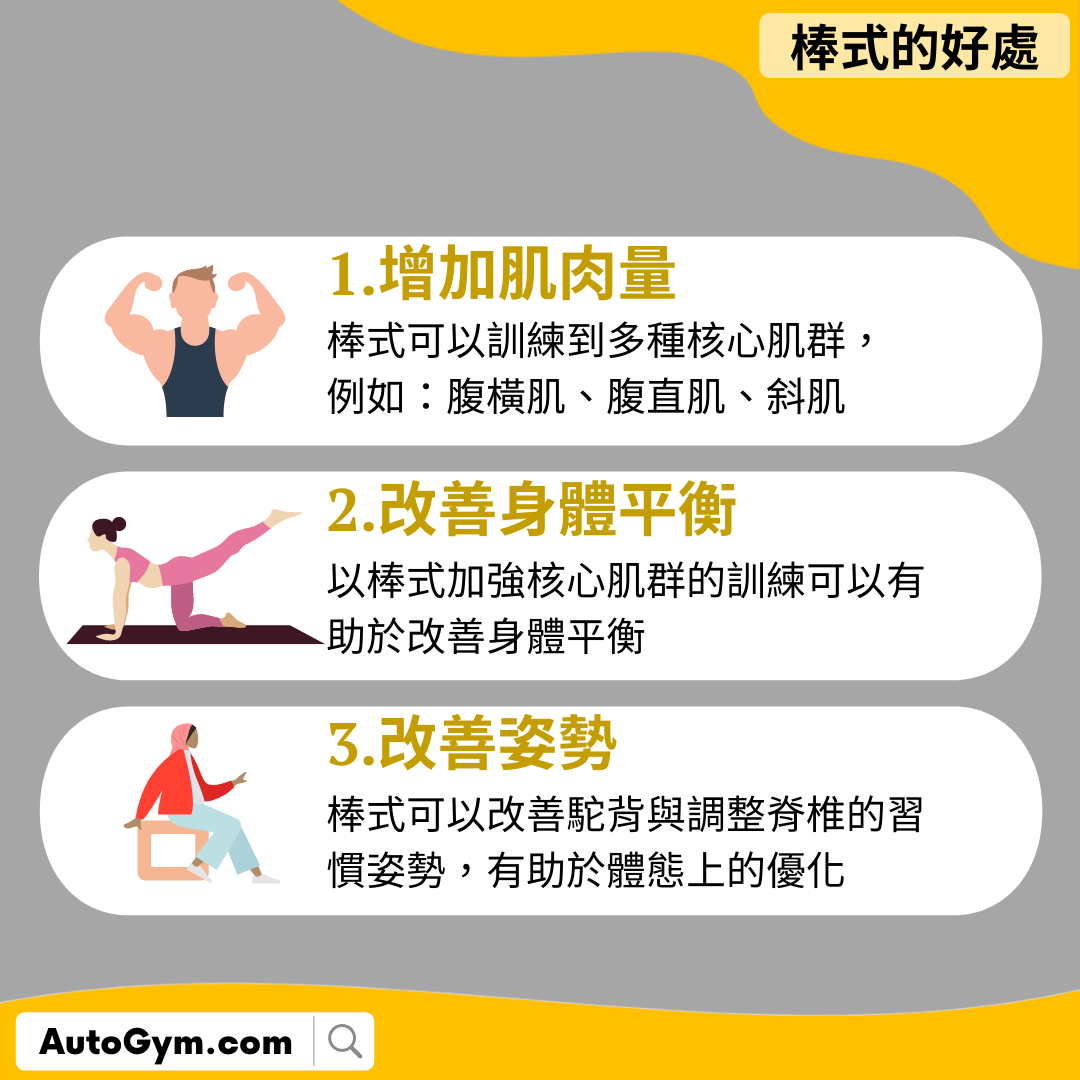 棒式的好處
1.增加肌肉量
棒式可以訓練到多種核心肌群，
例如：腹橫肌、腹直肌、斜肌
2.改善身體平衡
以棒式加強核心肌群的訓練可以有
助於改善身體平衡
3.改善姿勢
棒式可以改善駝背與調整脊椎的習
慣姿勢，有助於體態上的優化
AutoGym.com